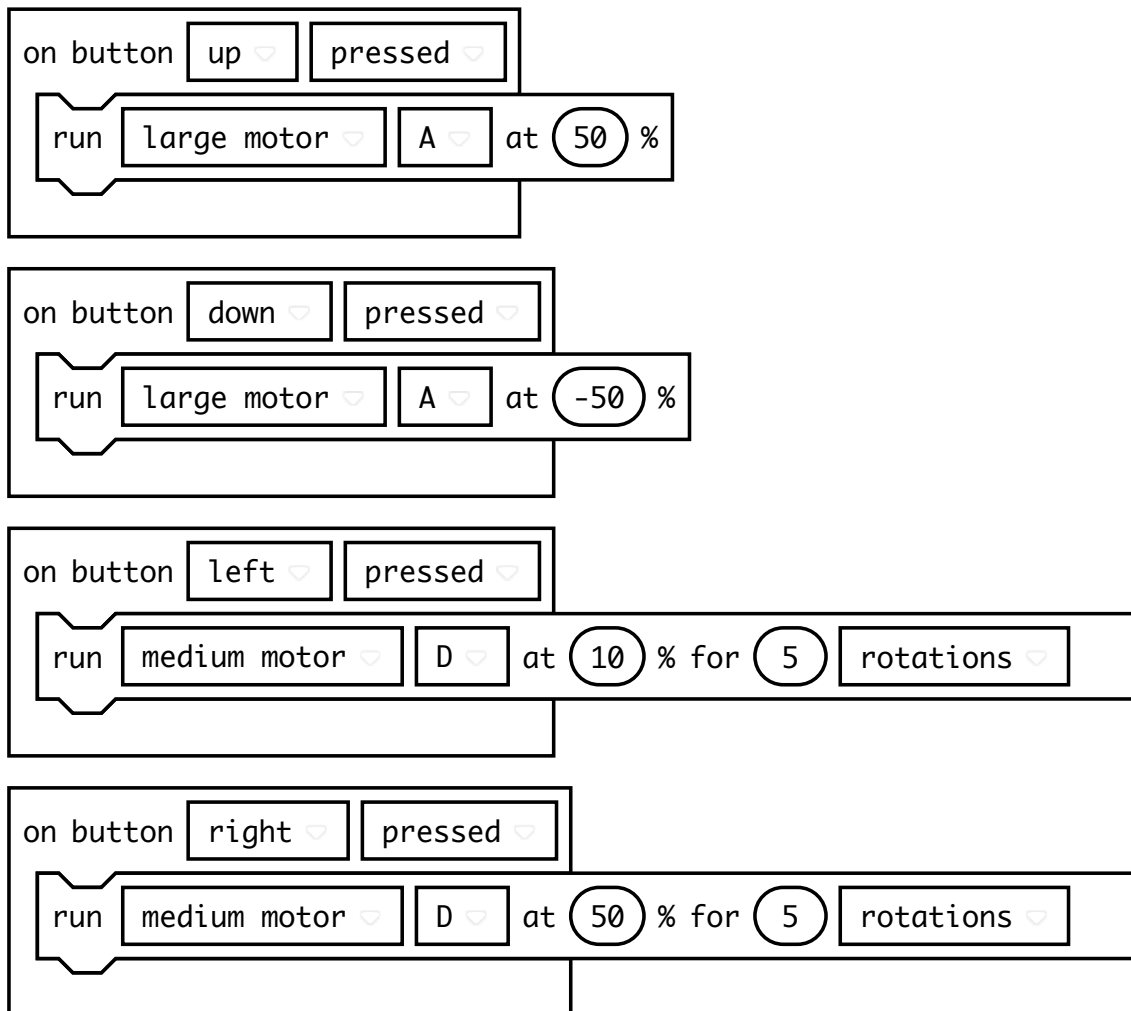 on button up pressed
run large motor A at 50 %
on button down pressed
run large motor A at -50 %
on button left pressed
run medium motor D at 10 % for 5 rotations
on button right pressed
run medium motor D at 50 % for 5 rotations